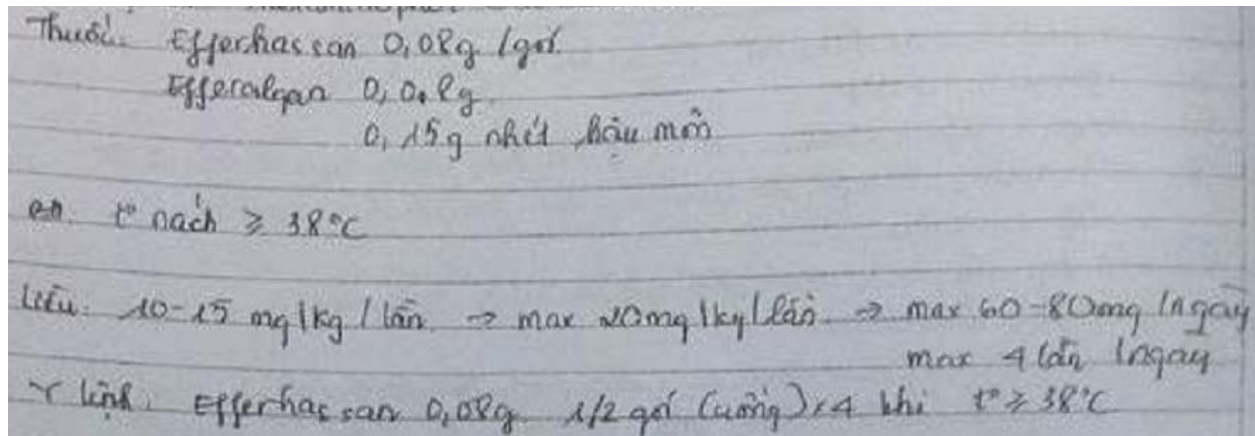 Thuốc: Efferhassan 0,08g /gói.
Efferalgan 0,08g.
0,15g nhét hậu môn
t° nách ≥ 38°C
Liều: 10-15 mg/kg/lần → max 20mg/kg/lần → max 60-80mg/ngày
max 4 lần/ngày
Y lệnh: Efferhassan 0,08g 1/2 gói (uống) x 4 khi t° ≥ 38°C